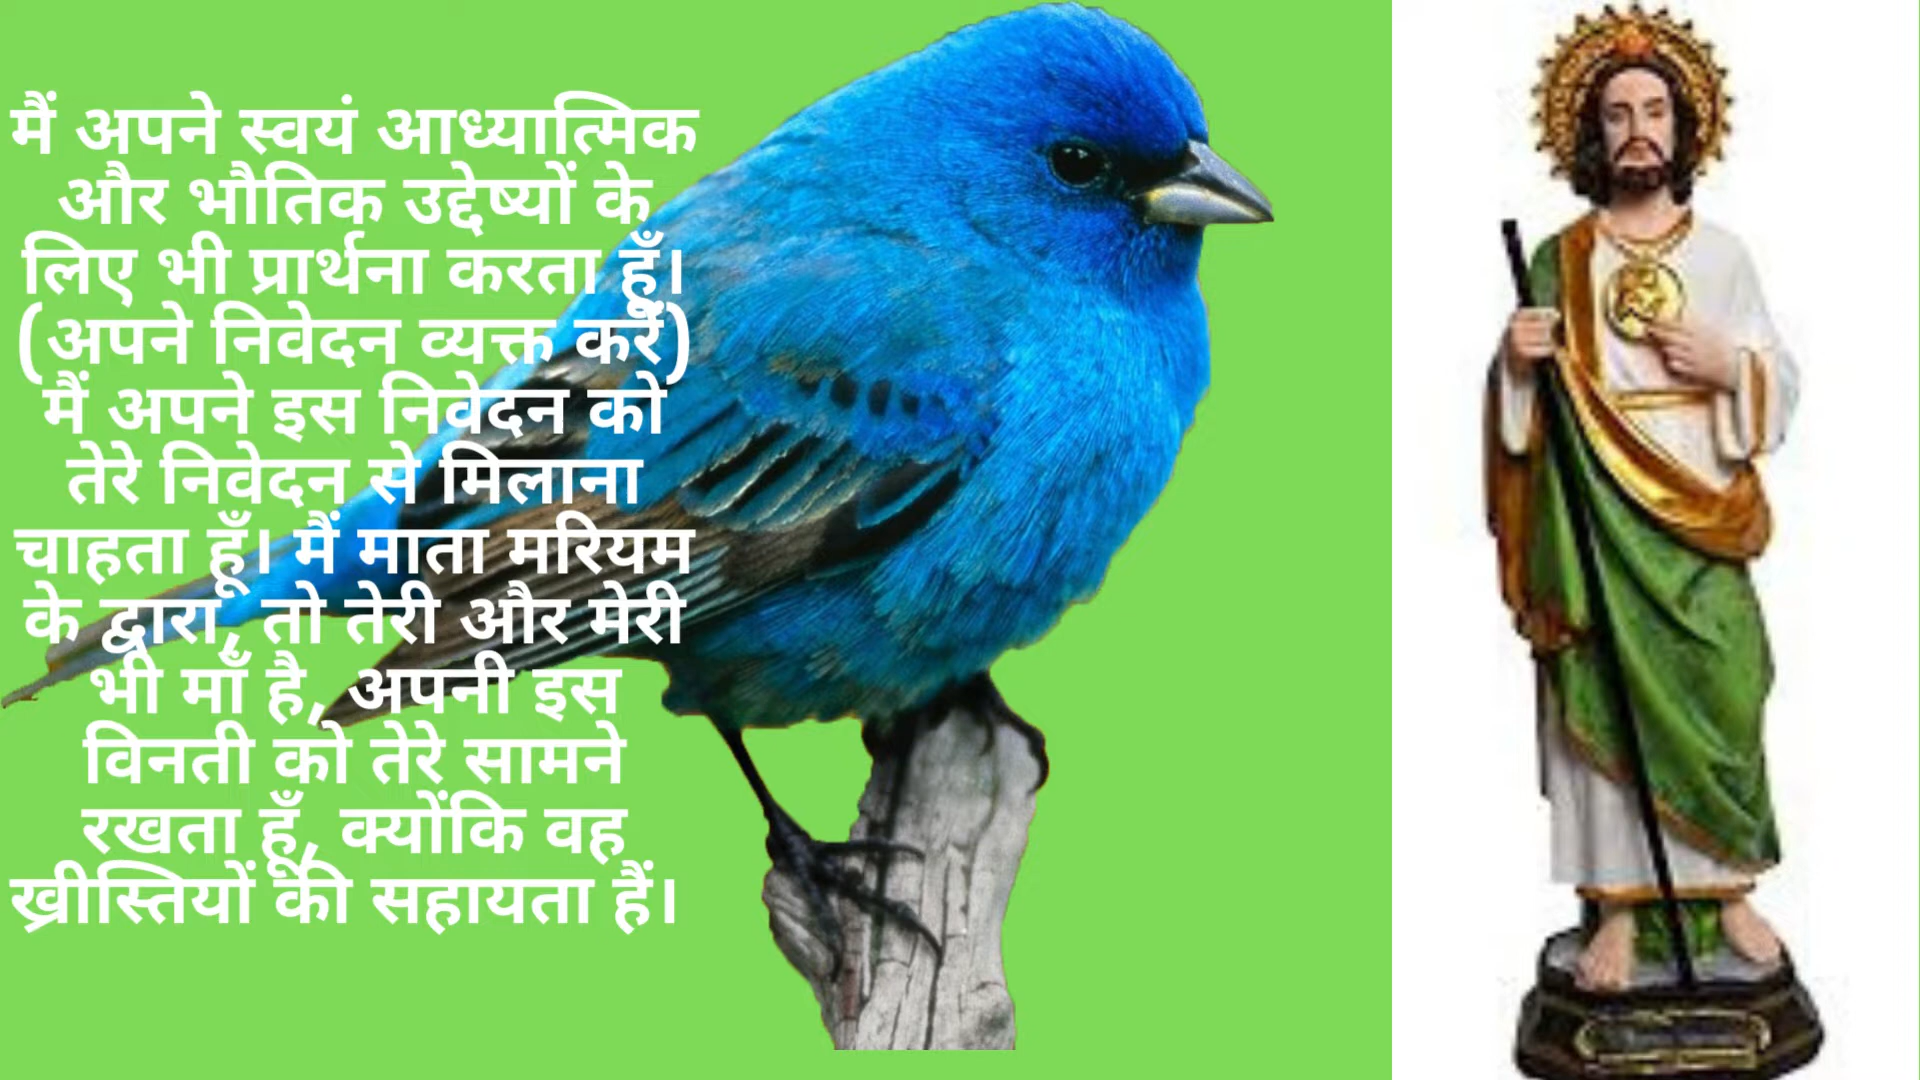 मैं अपने स्वयं आध्यात्मिक
और भौतिक उद्देष्यों के
लिए भी प्रार्थना करता हूँ।
(अपने निवेदन व्यक्त करें)
मैं अपने इस निवेदन को
तेरे निवेदन से मिलाना
चाहता हूँ। मैं माता मरियम
के द्वारा, तो तेरी और मेरी
भी माँ है, अपनी इस
विनती को तेरे सामने
रखता हूँ, क्योंकि वह
ख्रीस्तियों की सहायता हैं।